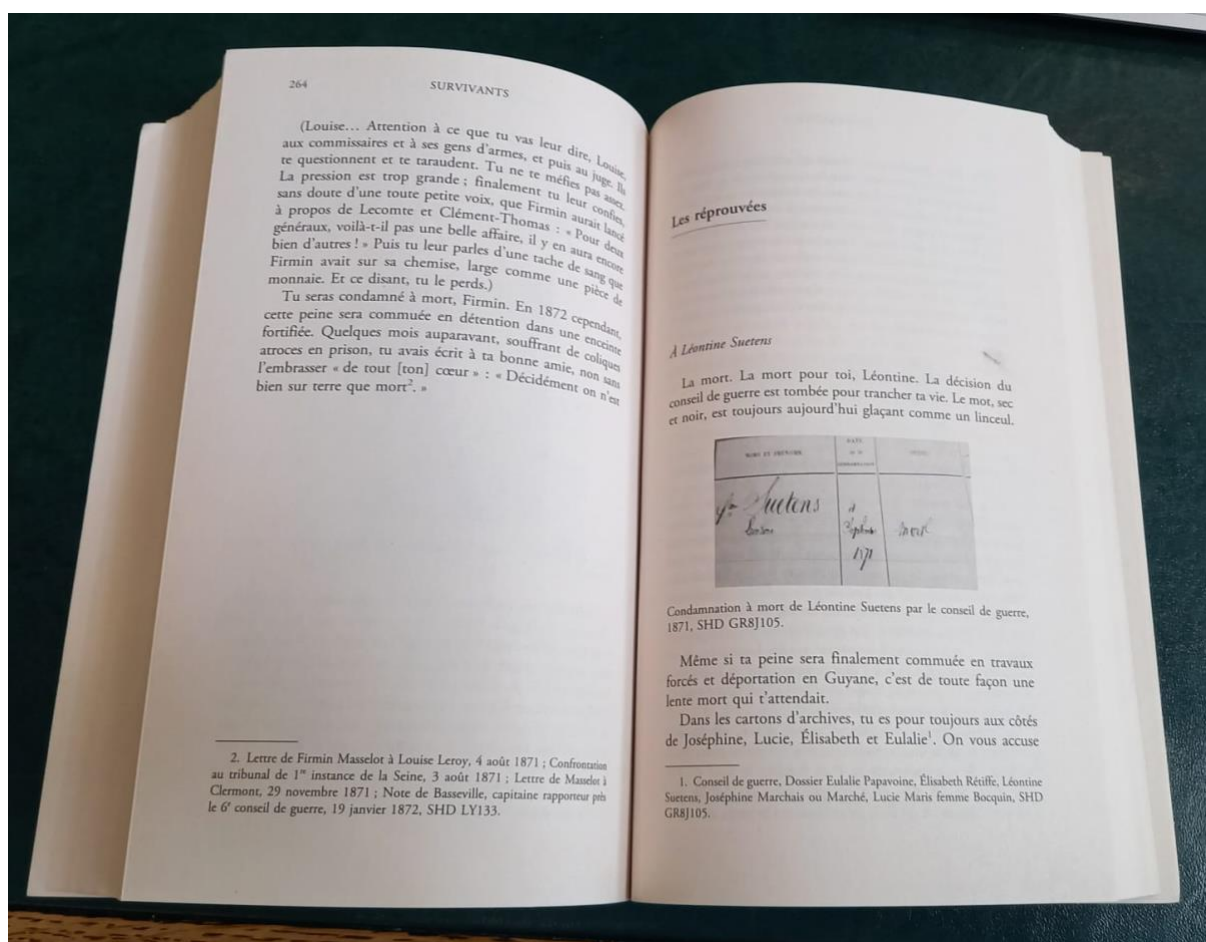 264
SURVIVANTS
(Louise… Attention à ce que tu vas leur dire, Louise,
aux commissaires et à ses gens d'armes, et puis au juge. Ils
te questionnent et te taraudent. Tu ne te méfies pas assez.
La pression est trop grande ; finalement tu leur confies,
sans doute d'une toute petite voix, que Firmin aurait lancé
à propos de Lecomte et Clément-Thomas : « Pour deux
généraux, voilà-t-il pas une belle affaire, il y en aura encore
bien d'autres ! » Puis tu leur parles d'une tache de sang que
Firmin avait sur sa chemise, large comme une pièce de
monnaie. Et ce disant, tu le perds.)
Tu seras condamné à mort, Firmin. En 1872 cependant,
cette peine sera commuée en détention dans une enceinte
fortifiée. Quelques mois auparavant, souffrant de coliques
atroces en prison, tu avais écrit à ta bonne amie, non sans
l'embrasser « de tout [ton] cœur » : « Décidément on n'est
bien sur terre que mort². »
2. Lettre de Firmin Masselot à Louise Leroy, 4 août 1871 ; Confrontation
au tribunal de 1re instance de la Seine, 3 août 1871 ; Lettre de Masselot à
Clermont, 29 novembre 1871 ; Note de Basseville, capitaine rapporteur près
le 6e conseil de guerre, 19 janvier 1872, SHD LY133.
Les réprouvées
À Léontine Suetens
La mort. La mort pour toi, Léontine. La décision du
conseil de guerre est tombée pour trancher ta vie. Le mot, sec
et noir, est toujours aujourd'hui glaçant comme un linceul.
NOMS ET PRÉNOMS
DATE
Suetens
1871
mort
Condamnation à mort de Léontine Suetens par le conseil de guerre,
1871, SHD GR8J105.
Même si ta peine sera finalement commuée en travaux
forcés et déportation en Guyane, c'est de toute façon une
lente mort qui t'attendait.
Dans les cartons d'archives, tu es pour toujours aux côtés
de Joséphine, Lucie, Élisabeth et Eulalie¹. On vous accuse
1. Conseil de guerre, Dossier Eulalie Papavoine, Élisabeth Rétiffe, Léontine
Suetens, Joséphine Marchais ou Marché, Lucie Maris femme Bocquin, SHD
GR8J105.